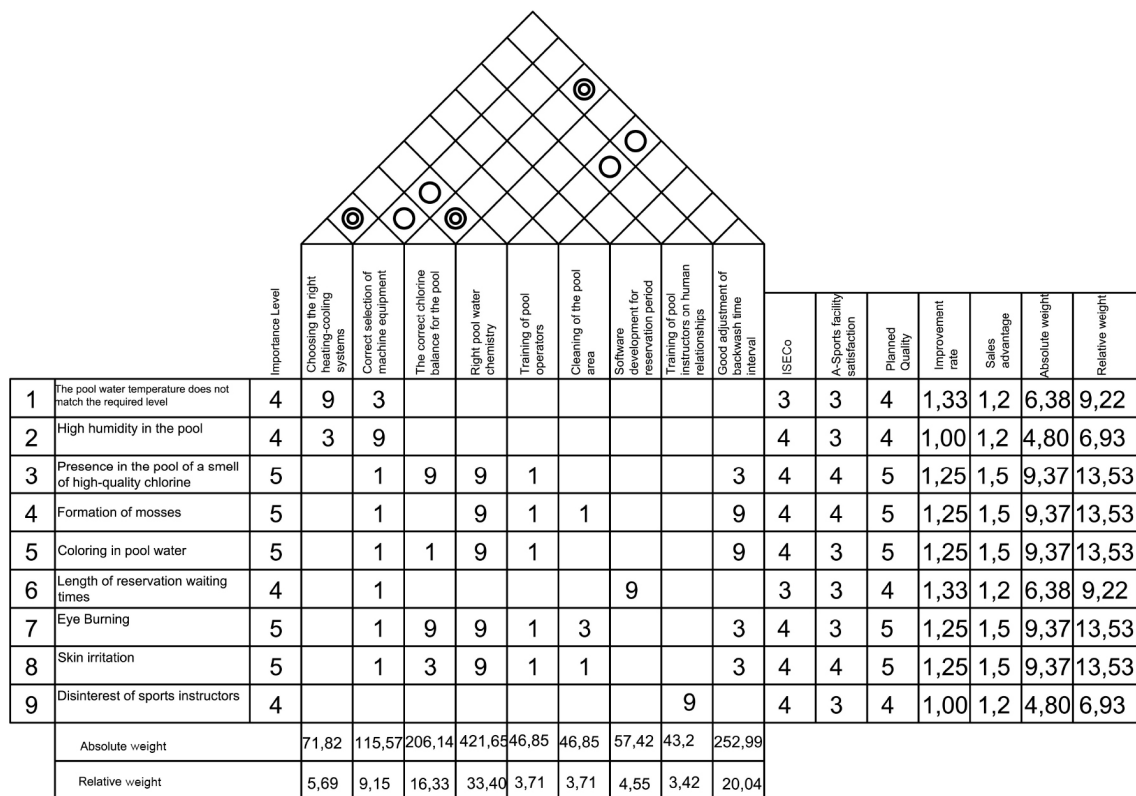 Importance Level
Choosing the right
heating-cooling
systems
Correct selection of
machine equipment
The correct chlorine
balance for the pool
Right pool water
chemistry
Training of pool
operators
Cleaning of the pool
area
Software
development for
reservation period
Training of pool
instructors on human
relationships
Good adjustment of
backwash time
interval
ISECo
A-Sports facility
satisfaction
Planned
Quality
Improvement
rate
Sales
advantage
Absolute weight
Relative weight
1 The pool water temperature does not
match the required level 4 9 3 3 3 4 1,33 1,2 6,38 9,22
2 High humidity in the pool 4 3 9 4 3 4 1,00 1,2 4,80 6,93
3 Presence in the pool of a smell
of high-quality chlorine 5 1 9 9 1 3 4 4 5 1,25 1,5 9,37 13,53
4 Formation of mosses 5 1 9 1 1 9 4 4 5 1,25 1,5 9,37 13,53
5 Coloring in pool water 5 1 1 9 1 9 4 3 5 1,25 1,5 9,37 13,53
6 Length of reservation waiting
times 4 1 9 3 3 4 1,33 1,2 6,38 9,22
7 Eye Burning 5 1 9 9 1 3 3 4 3 5 1,25 1,5 9,37 13,53
8 Skin irritation 5 1 3 9 1 1 3 4 4 5 1,25 1,5 9,37 13,53
9 Disinterest of sports instructors 4 9 4 3 4 1,00 1,2 4,80 6,93
Absolute weight 71,82 115,57 206,14 421,65 46,85 46,85 57,42 43,2 252,99
Relative weight 5,69 9,15 16,33 33,40 3,71 3,71 4,55 3,42 20,04